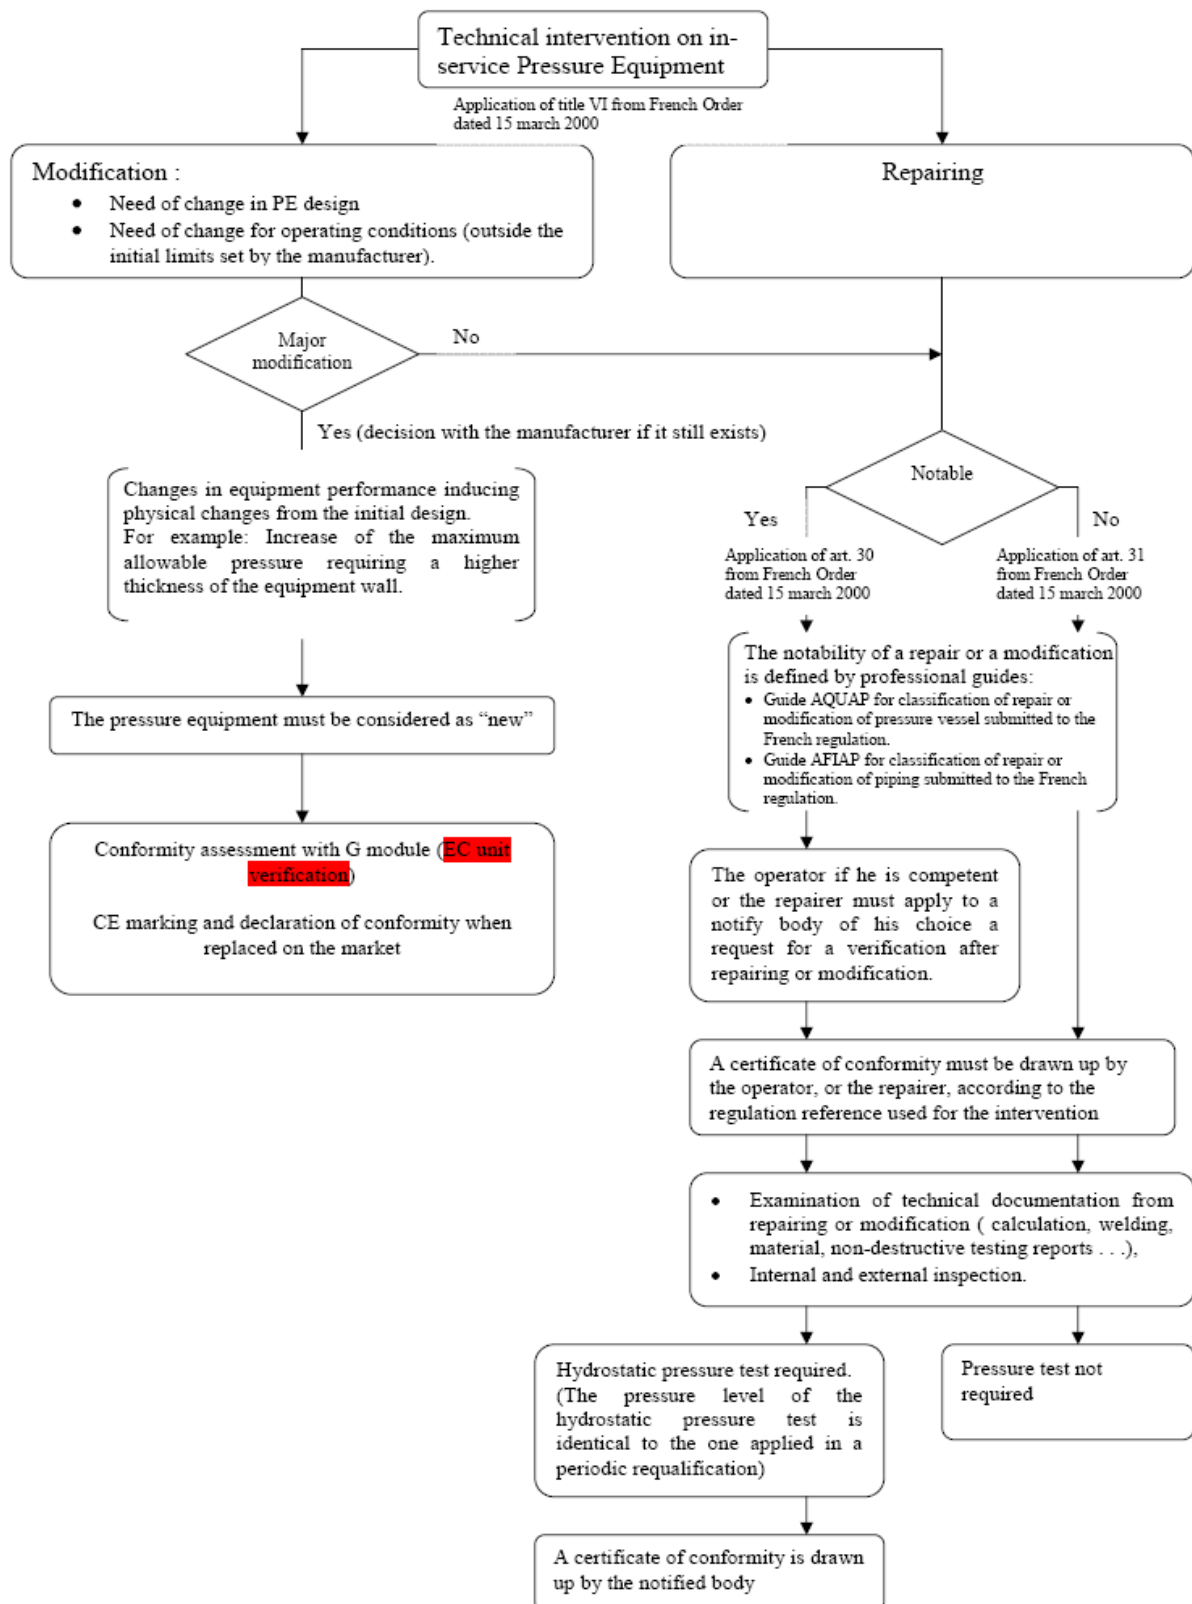 Technical intervention on in-
service Pressure Equipment
Application of title VI from French Order
dated 15 march 2000
Modification :
• Need of change in PE design
• Need of change for operating conditions (outside the
initial limits set by the manufacturer).
Repairing
Major
modification
No
Yes (decision with the manufacturer if it still exists)
Changes in equipment performance inducing
physical changes from the initial design.
For example: Increase of the maximum
allowable pressure requiring a higher
thickness of the equipment wall.
The pressure equipment must be considered as “new”
Conformity assessment with G module (EC unit
verification)
CE marking and declaration of conformity when
replaced on the market
Notable
Yes
No
Application of art. 30
from French Order
dated 15 march 2000
Application of art. 31
from French Order
dated 15 march 2000
The notability of a repair or a modification
is defined by professional guides:
• Guide AQUAP for classification of repair or
modification of pressure vessel submitted to the
French regulation.
• Guide AFIAP for classification of repair or
modification of piping submitted to the French
regulation.
The operator if he is competent
or the repairer must apply to a
notify body of his choice a
request for a verification after
repairing or modification.
A certificate of conformity must be drawn up by
the operator, or the repairer, according to the
regulation reference used for the intervention
• Examination of technical documentation from
repairing or modification ( calculation, welding,
material, non-destructive testing reports . . .),
• Internal and external inspection.
Hydrostatic pressure test required.
(The pressure level of the
hydrostatic pressure test is
identical to the one applied in a
periodic requalification)
Pressure test not
required
A certificate of conformity is drawn
up by the notified body